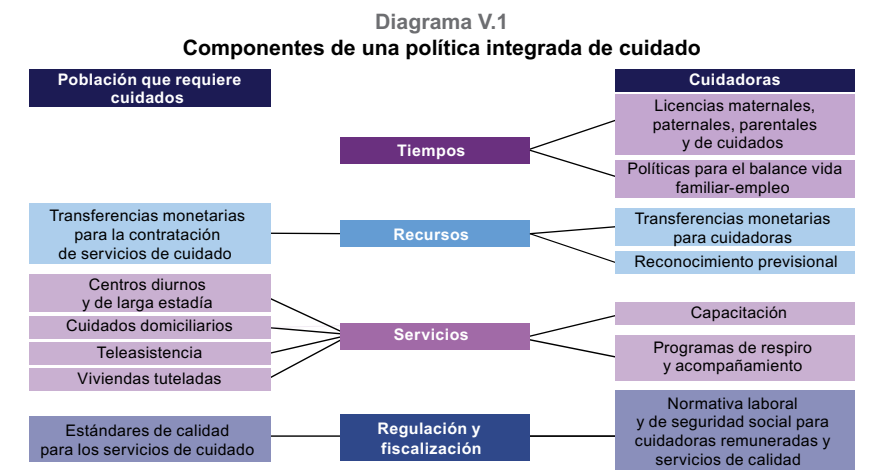 Diagrama V.1
Componentes de una política integrada de cuidado
Población que requiere
cuidados
Cuidadoras
Tiempos
Licencias maternales,
paternales, parentales
y de cuidados
Políticas para el balance vida
familiar-empleo
Transferencias monetarias
para la contratación
de servicios de cuidado
Recursos
Transferencias monetarias
para cuidadoras
Reconocimiento previsional
Centros diurnos
y de larga estadía
Cuidados domiciliarios
Teleasistencia
Viviendas tuteladas
Servicios
Capacitación
Programas de respiro
y acompañamiento
Estándares de calidad
para los servicios de cuidado
Regulación y
fiscalización
Normativa laboral
y de seguridad social para
cuidadoras remuneradas y
servicios de calidad